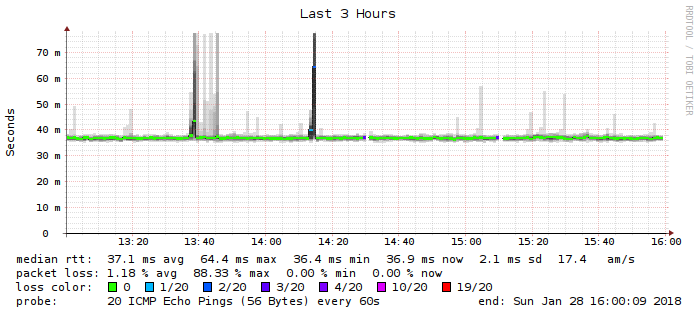 Last 3 Hours
RRDTOOL / TOBI OETIKER
Seconds
70 m
60 m
50 m
40 m
30 m
20 m
10 m
0
13:20 13:40 14:00 14:20 14:40 15:00 15:20 15:40 16:00
median rtt: 37.1 ms avg 64.4 ms max 36.4 ms min 36.9 ms now 2.1 ms sd 17.4 am/s
packet loss: 1.18 % avg 88.33 % max 0.00 % min 0.00 % now
loss color: 0 1/20 2/20 3/20 4/20 10/20 19/20
probe: 20 ICMP Echo Pings (56 Bytes) every 60s end: Sun Jan 28 16:00:09 2018